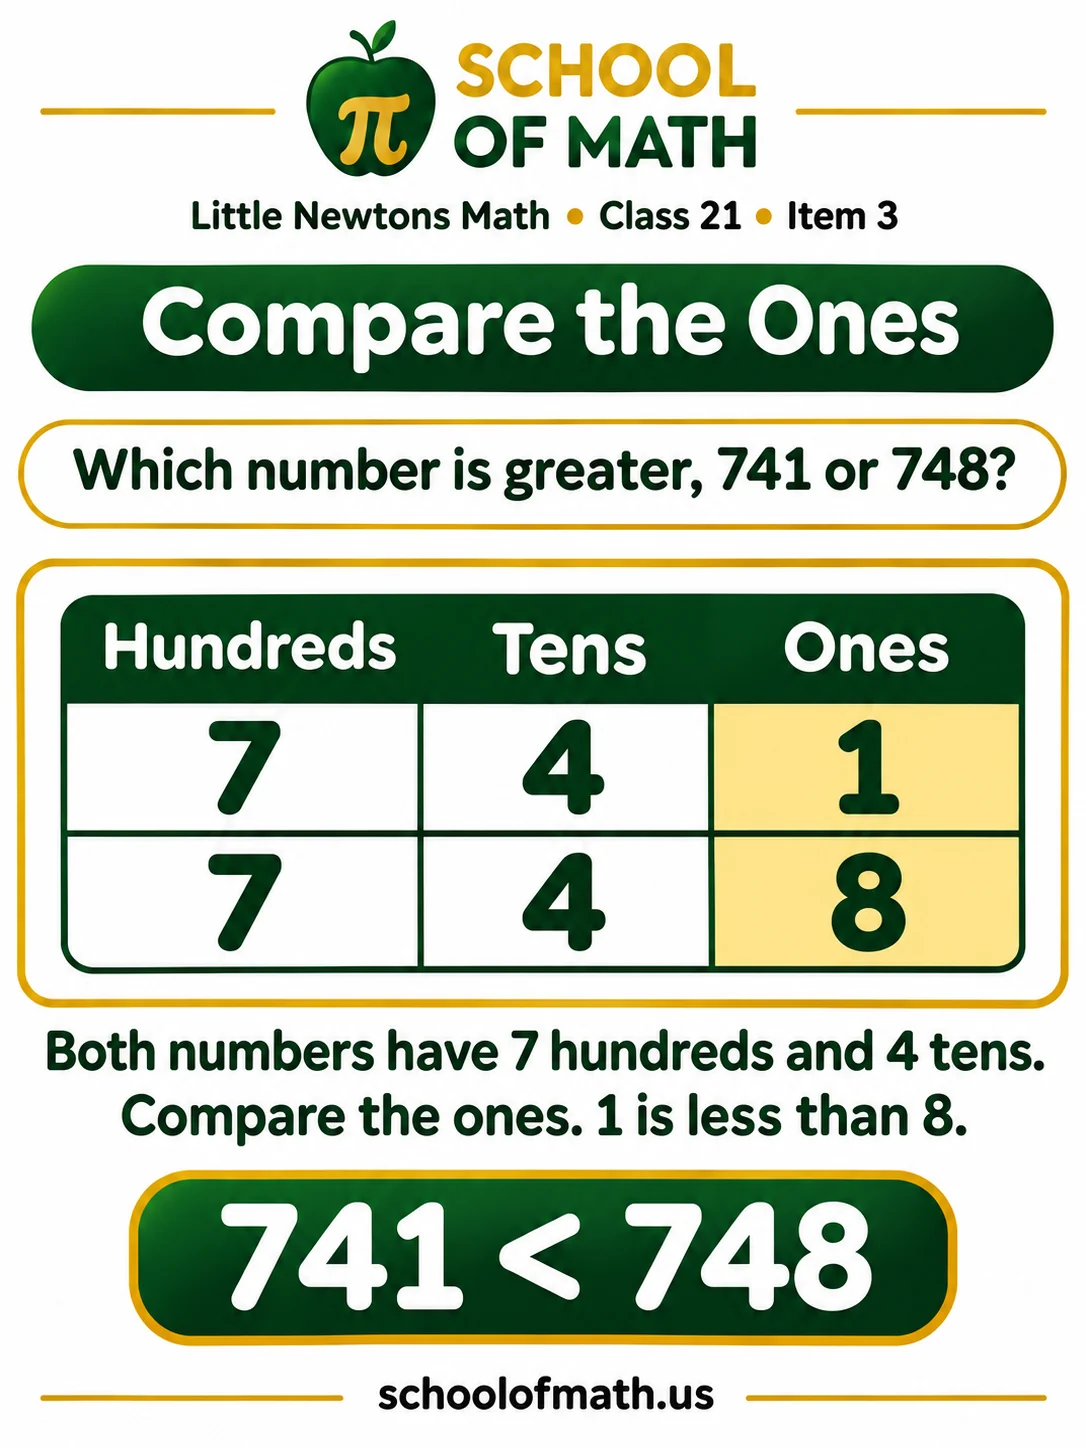 π
SCHOOL
OF MATH
Little Newtons Math • Class 21 • Item 3
Compare the Ones
Which number is greater, 741 or 748?
Hundreds Tens Ones
7 4 1
7 4 8
Both numbers have 7 hundreds and 4 tens.
Compare the ones. 1 is less than 8.
741 < 748
schoolofmath.us